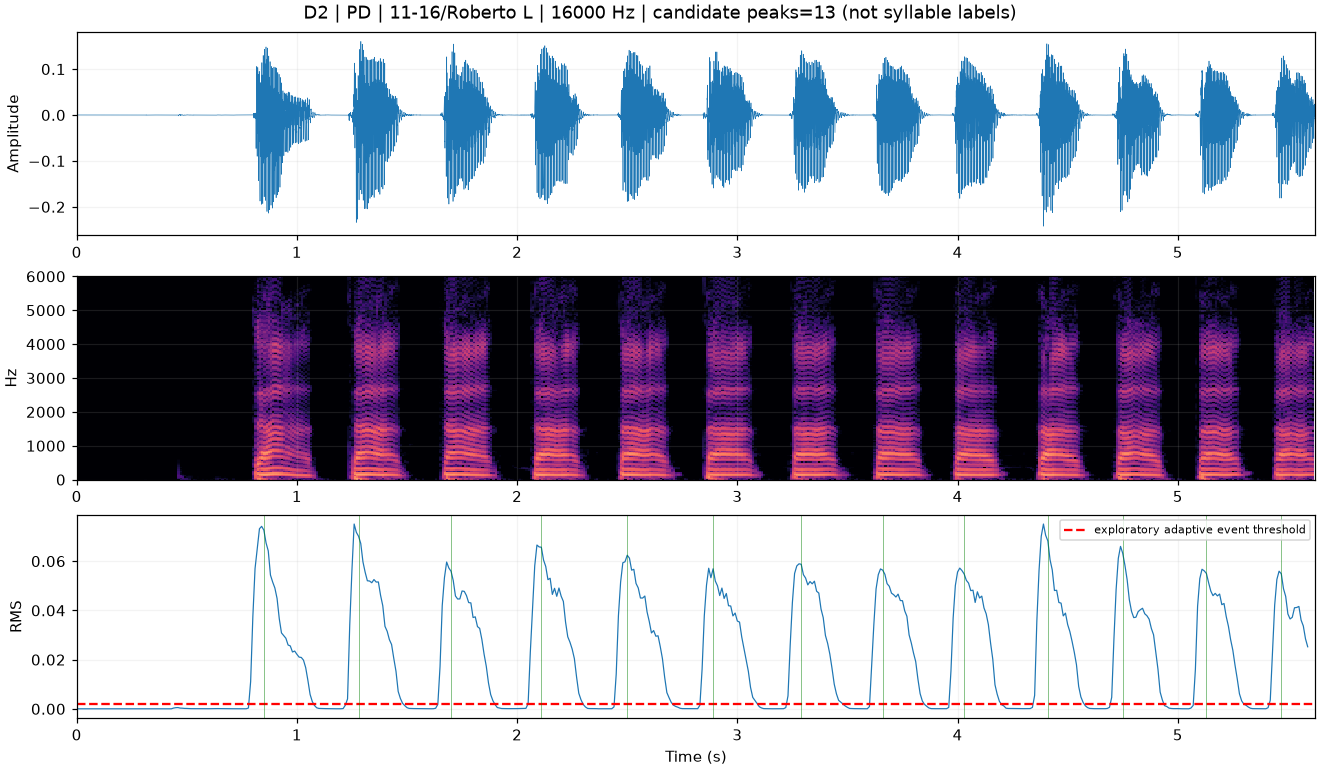 D2 | PD | 11-16/Roberto L | 16000 Hz | candidate peaks=13 (not syllable labels)
Amplitude
0.1
0.0
−0.1
−0.2
0 1 2 3 4 5
Hz
6000
5000
4000
3000
2000
1000
0
0 1 2 3 4 5
RMS
exploratory adaptive event threshold
0.06
0.04
0.02
0.00
0 1 2 3 4 5
Time (s)